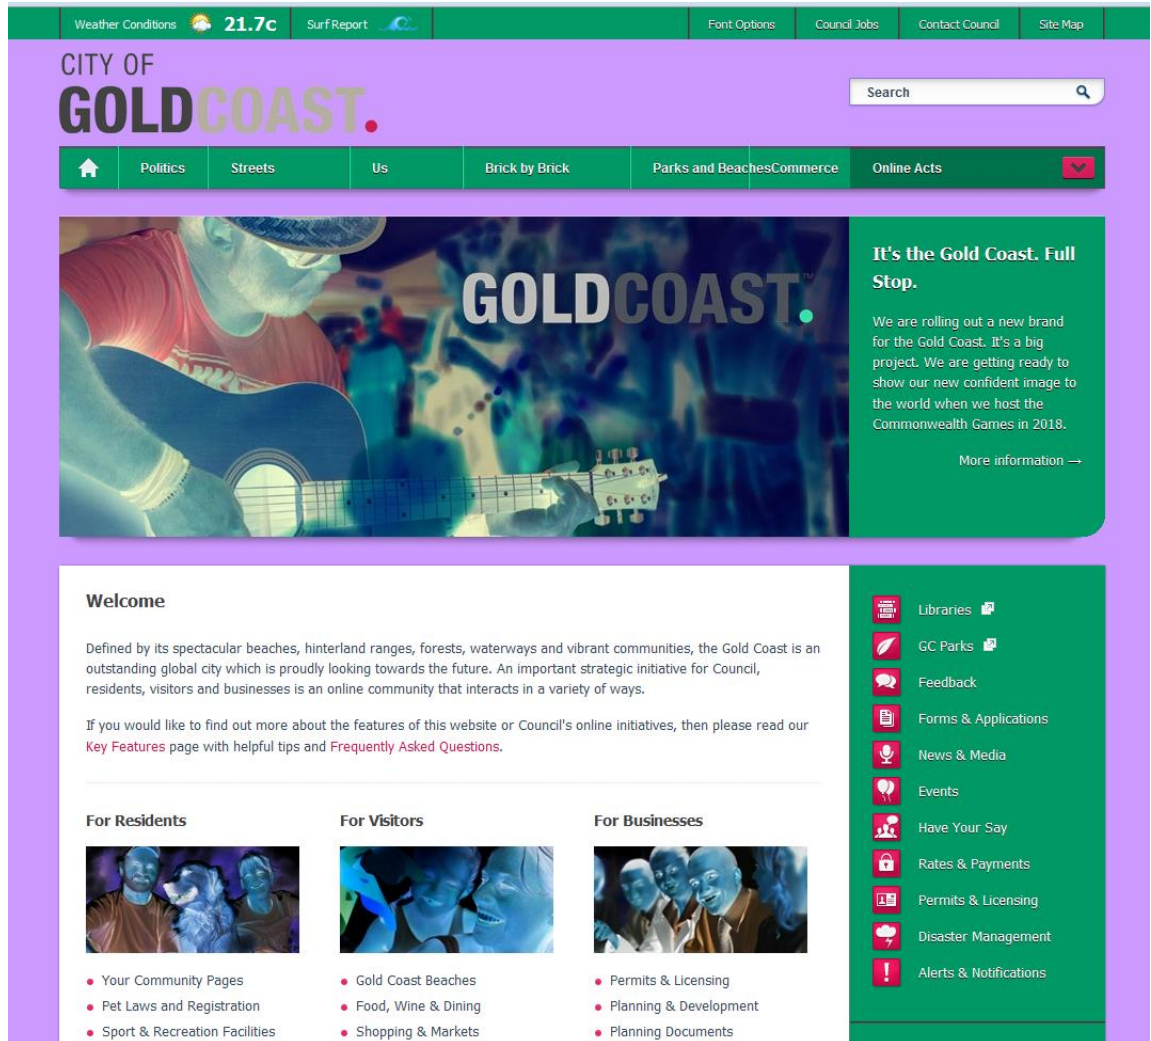 Weather Conditions 21.7c Surf Report Font Options Council Jobs Contact Council Site Map
CITY OF
GOLDCOAST.
Search
Politics Streets Us Brick by Brick Parks and BeachesCommerce Online Acts
GOLDCOAST.™
It's the Gold Coast. Full
Stop.
We are rolling out a new brand
for the Gold Coast. It's a big
project. We are getting ready to
show our new confident image to
the world when we host the
Commonwealth Games in 2018.
More information →
Welcome
Defined by its spectacular beaches, hinterland ranges, forests, waterways and vibrant communities, the Gold Coast is an
outstanding global city which is proudly looking towards the future. An important strategic initiative for Council,
residents, visitors and businesses is an online community that interacts in a variety of ways.
If you would like to find out more about the features of this website or Council's online initiatives, then please read our
Key Features page with helpful tips and Frequently Asked Questions.
For Residents
Your Community Pages
Pet Laws and Registration
Sport & Recreation Facilities
For Visitors
Gold Coast Beaches
Food, Wine & Dining
Shopping & Markets
For Businesses
Permits & Licensing
Planning & Development
Planning Documents
Libraries
GC Parks
Feedback
Forms & Applications
News & Media
Events
Have Your Say
Rates & Payments
Permits & Licensing
Disaster Management
Alerts & Notifications